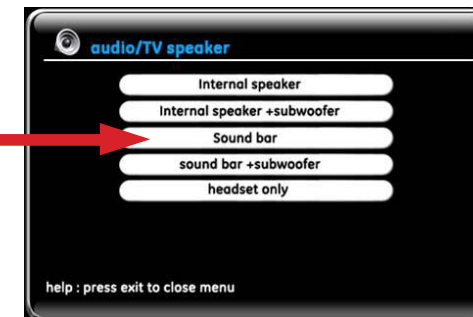 audio/TV speaker
Internal speaker
Internal speaker +subwoofer
Sound bar
sound bar +subwoofer
headset only
help : press exit to close menu